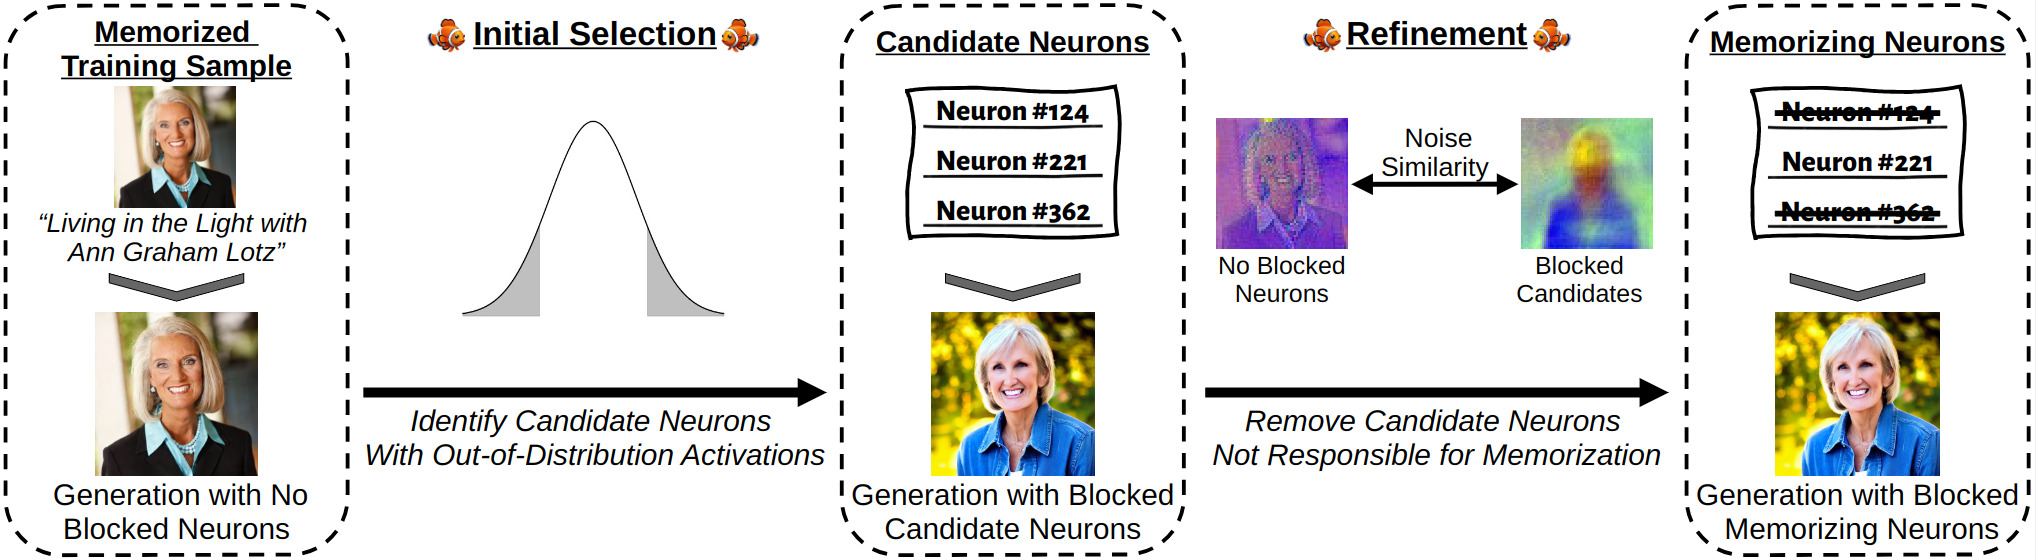 Memorized
Training Sample
“Living in the Light with
Ann Graham Lotz”
Generation with No
Blocked Neurons
Initial Selection
Identify Candidate Neurons
With Out-of-Distribution Activations
Candidate Neurons
Neuron #124
Neuron #221
Neuron #362
Generation with Blocked
Candidate Neurons
Refinement
Noise
Similarity
No Blocked
Neurons
Blocked
Candidates
Remove Candidate Neurons
Not Responsible for Memorization
Memorizing Neurons
Neuron #124
Neuron #221
Neuron #362
Generation with Blocked
Memorizing Neurons